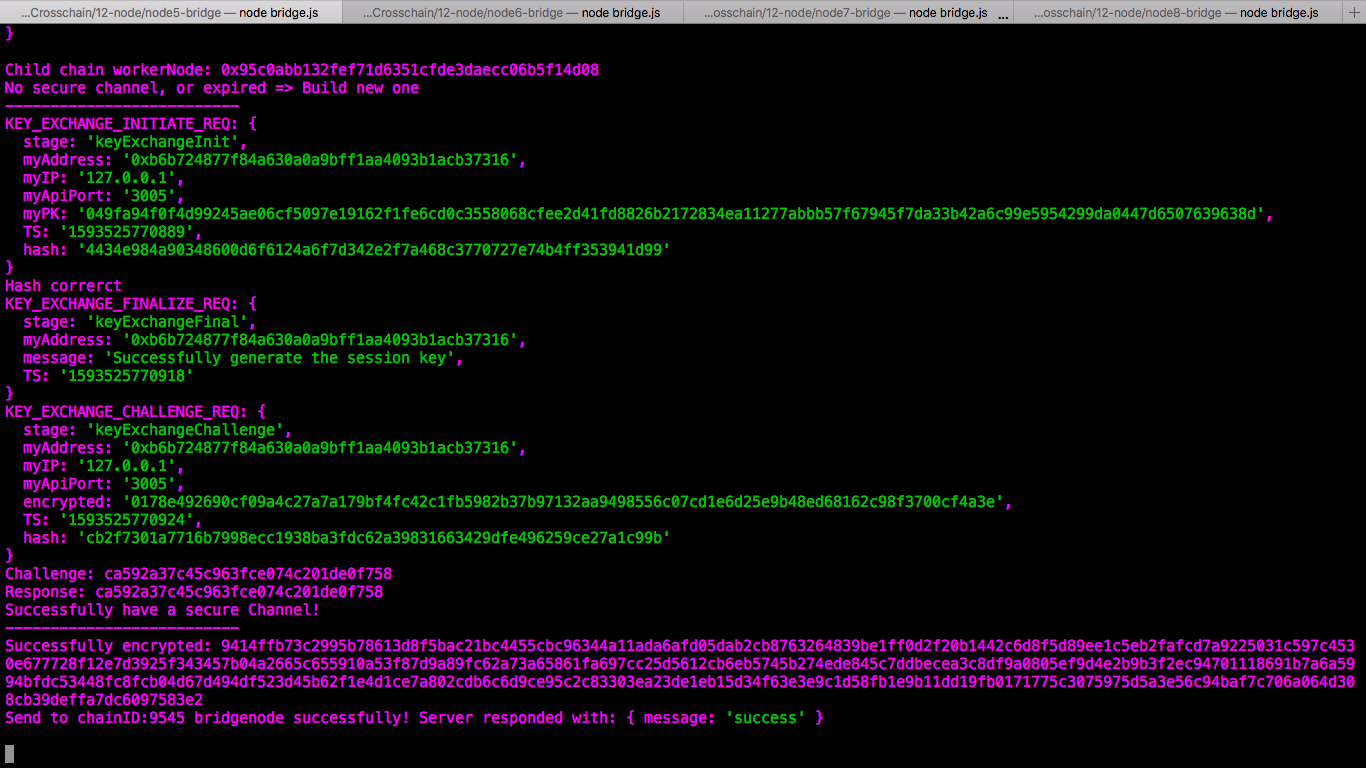 ...Crosschain/12-node/node5-bridge — node bridge.js ...Crosschain/12-node/node6-bridge — node bridge.js ...osschain/12-node/node7-bridge — node bridge.js ... ...osschain/12-node/node8-bridge — node bridge.js +
}
Child chain workerNode: 0x95c0abb132fef71d6351cfde3daecc06b5f14d08
No secure channel, or expired => Build new one
--------------------------
KEY_EXCHANGE_INITIATE_REQ: {
  stage: 'keyExchangeInit',
  myAddress: '0xb6b724877f84a630a0a9bff1aa4093b1acb37316',
  myIP: '127.0.0.1',
  myApiPort: '3005',
  myPK: '049fa94f0f4d99245ae06cf5097e19162f1fe6cd0c3558068cfee2d41fd8826b2172834ea11277abbb57f67945f7da33b42a6c99e5954299da0447d6507639638d',
  TS: '1593525770889',
  hash: '4434e984a90348600d6f6124a6f7d342e2f7a468c3770727e74b4ff353941d99'
}
Hash correrct
KEY_EXCHANGE_FINALIZE_REQ: {
  stage: 'keyExchangeFinal',
  myAddress: '0xb6b724877f84a630a0a9bff1aa4093b1acb37316',
  message: 'Successfully generate the session key',
  TS: '1593525770918'
}
KEY_EXCHANGE_CHALLENGE_REQ: {
  stage: 'keyExchangeChallenge',
  myAddress: '0xb6b724877f84a630a0a9bff1aa4093b1acb37316',
  myIP: '127.0.0.1',
  myApiPort: '3005',
  encrypted: '0178e492690cf09a4c27a7a179bf4fc42c1fb5982b37b97132aa9498556c07cd1e6d25e9b48ed68162c98f3700cf4a3e',
  TS: '1593525770924',
  hash: 'cb2f7301a7716b7998ecc1938ba3fdc62a39831663429dfe496259ce27a1c99b'
}
Challenge: ca592a37c45c963fce074c201de0f758
Response: ca592a37c45c963fce074c201de0f758
Successfully have a secure Channel!
--------------------------
Successfully encrypted: 9414ffb73c2995b78613d8f5bac21bc4455cbc96344a11ada6afd05dab2cb8763264839be1ff0d2f20b1442c6d8f5d89ee1c5eb2fafcd7a9225031c597c453
0e677728f12e7d3925f343457b04a2665c655910a53f87d9a89fc62a73a65861fa697cc25d5612cb6eb5745b274ede845c7ddbecea3c8df9a0805ef9d4e2b9b3f2ec94701118691b7a6a59
94bfdc53448fc8fcb04d67d494df523d45b62f1e4d1ce7a802cdb6c6d9ce95c2c83303ea23de1eb15d34f63e3e9c1d58fb1e9b11dd19fb0171775c3075975d5a3e56c94baf7c706a064d30
8cb39deffa7dc6097583e2
Send to chainID:9545 bridgenode successfully! Server responded with: { message: 'success' }